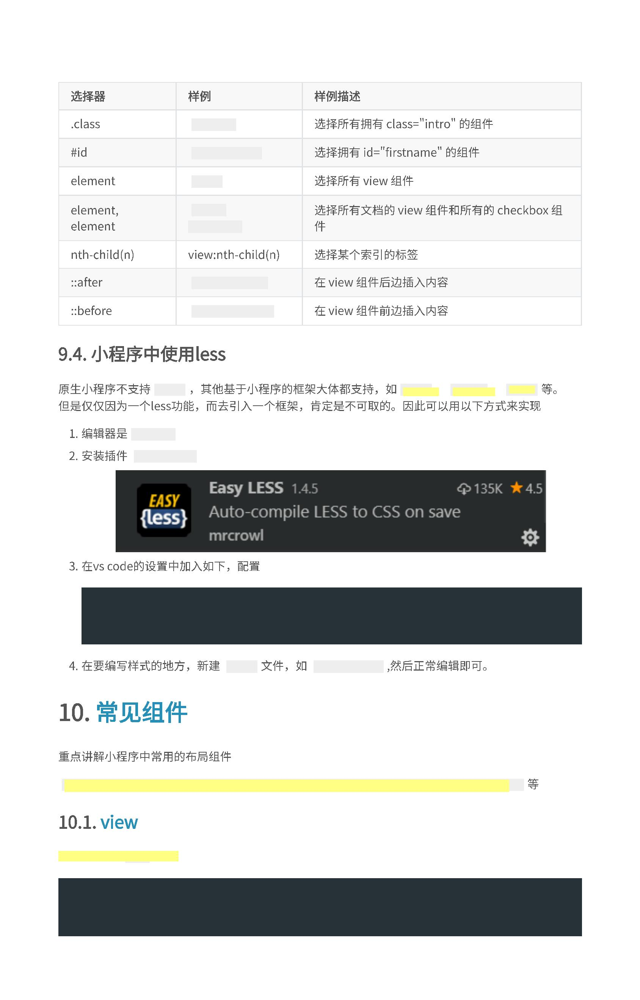 选择器 样例 样例描述
.class 选择所有拥有 class="intro" 的组件
#id 选择拥有 id="firstname" 的组件
element 选择所有 view 组件
element, 选择所有文档的 view 组件和所有的 checkbox 组
element 件
nth-child(n) view:nth-child(n) 选择某个索引的标签
::after 在 view 组件后边插入内容
::before 在 view 组件前边插入内容
9.4. 小程序中使用less
原生小程序不支持 ，其他基于小程序的框架大体都支持，如 等。
但是仅仅因为一个less功能，而去引入一个框架，肯定是不可取的。因此可以用以下方式来实现
1. 编辑器是
2. 安装插件
EASY
{less}
Easy LESS 1.4.5 135K ★ 4.5
Auto-compile LESS to CSS on save
mrcrowl
3. 在vs code的设置中加入如下，配置
4. 在要编写样式的地方，新建 文件，如 ,然后正常编辑即可。
10. 常见组件
重点讲解小程序中常用的布局组件
等
10.1. view